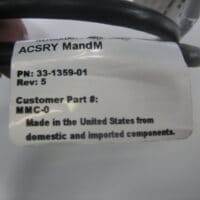 ACSRY MandM
PN: 33-1359-01
Rev: 5
Customer Part #:
MMC-0
Made in the United States from
domestic and imported components.